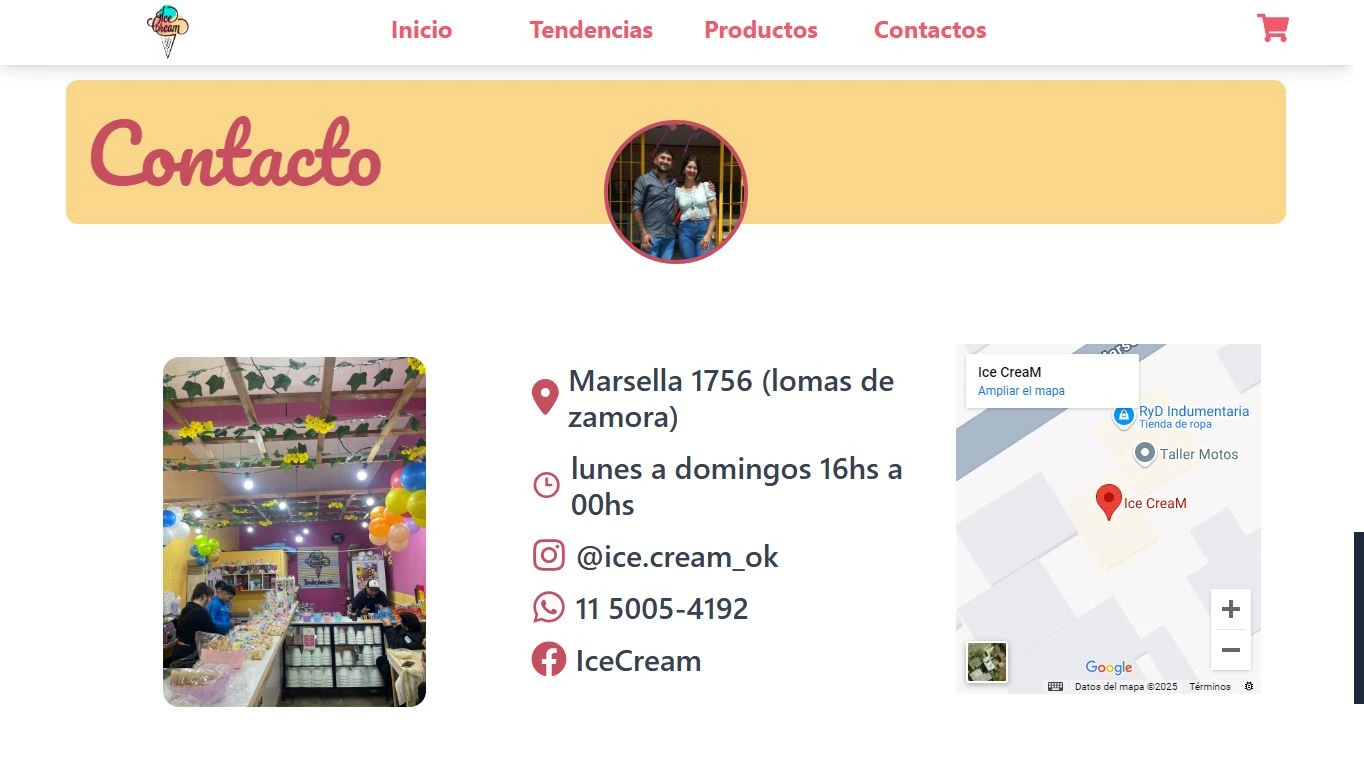 Ice
Cream
Inicio
Tendencias
Productos
Contactos
Contacto
Marsella 1756 (lomas de
zamora)
lunes a domingos 16hs a
00hs
@ice.cream_ok
11 5005-4192
IceCream
Ice CreaM
Ampliar el mapa
RyD Indumentaria
Tienda de ropa
Taller Motos
Ice CreaM
Google
Datos del mapa ©2025
Términos